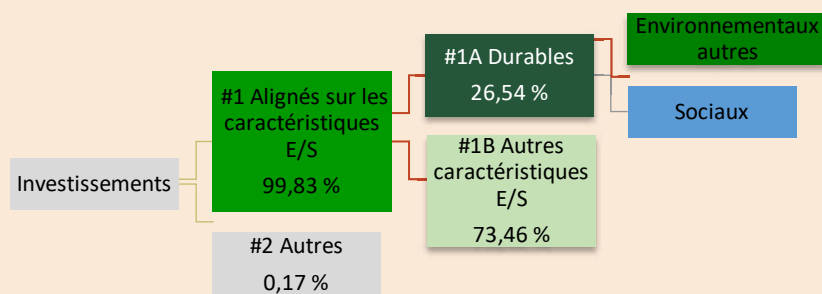 Investissements
#1 Alignés sur les
caractéristiques
E/S
99,83 %
#2 Autres
0,17 %
#1A Durables
26,54 %
#1B Autres
caractéristiques
E/S
73,46 %
Environnementaux
autres
Sociaux